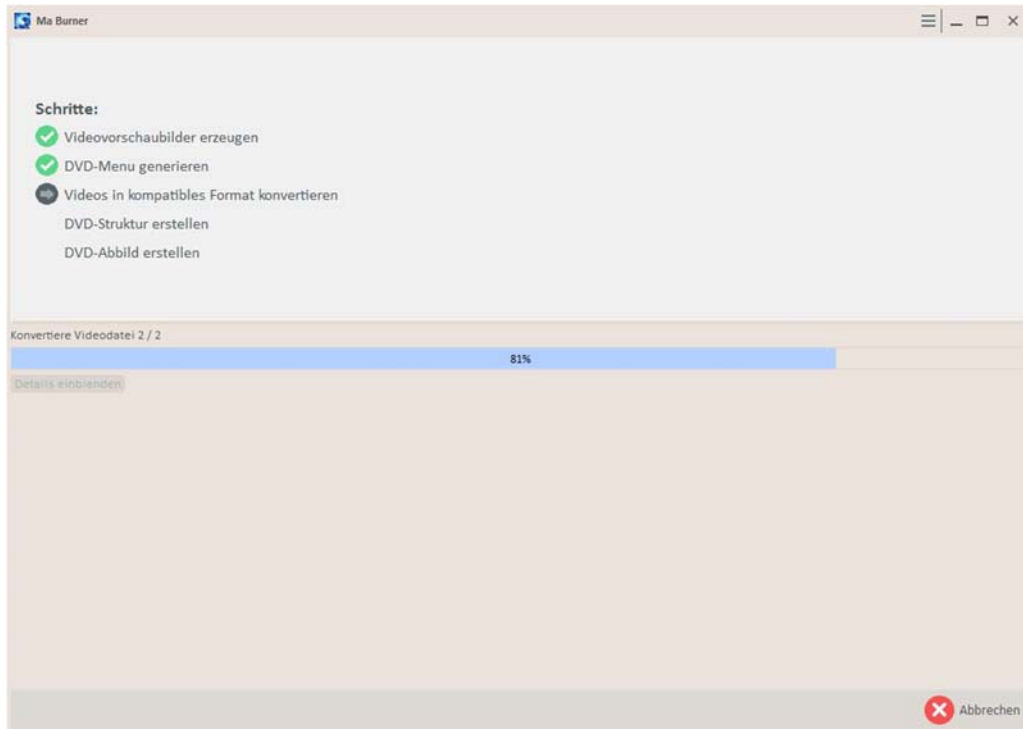 Ma Burner
Schritte:
Videovorschaubilder erzeugen
DVD-Menu generieren
Videos in kompatibles Format konvertieren
DVD-Struktur erstellen
DVD-Abbild erstellen
Konvertiere Videodatei 2 / 2
81%
Details einblenden
Abbrechen